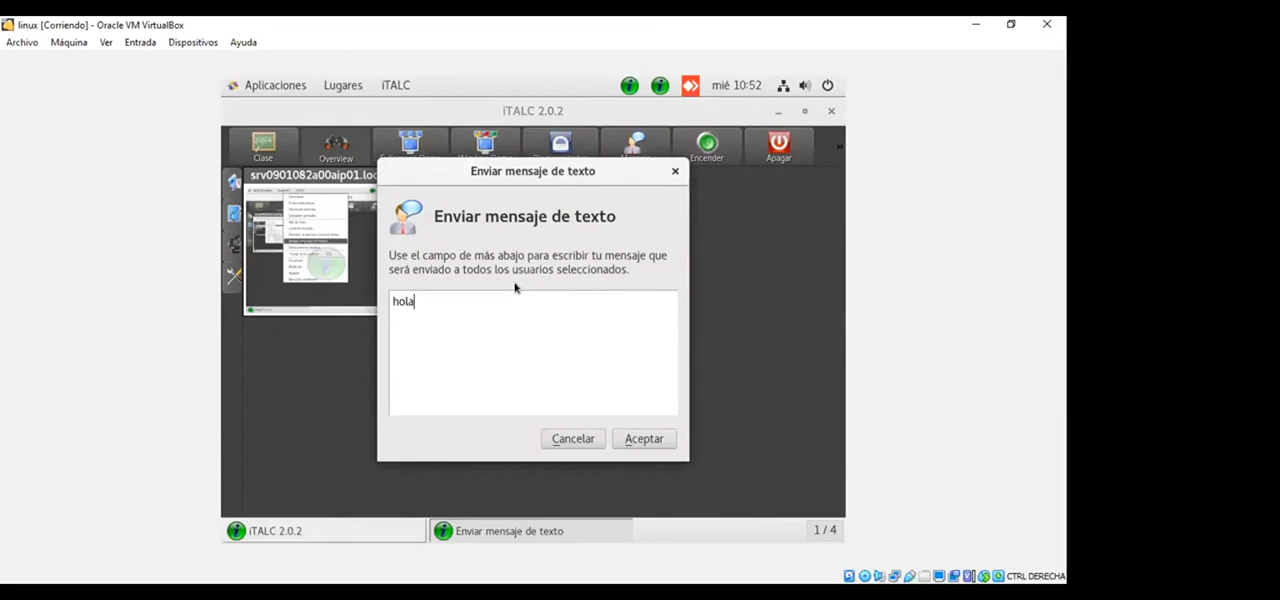 linux [Corriendo] - Oracle VM VirtualBox
Archivo Máquina Ver Entrada Dispositivos Ayuda
Aplicaciones Lugares iTALC mié 10:52
iTALC 2.0.2
Clase Overview Encender Apagar
Enviar mensaje de texto
srv0901082a00aip01.loc
Enviar mensaje de texto
Use el campo de más abajo para escribir tu mensaje que
será enviado a todos los usuarios seleccionados.
hola
Cancelar Aceptar
iTALC 2.0.2 Enviar mensaje de texto 1 / 4
CTRL DERECHA